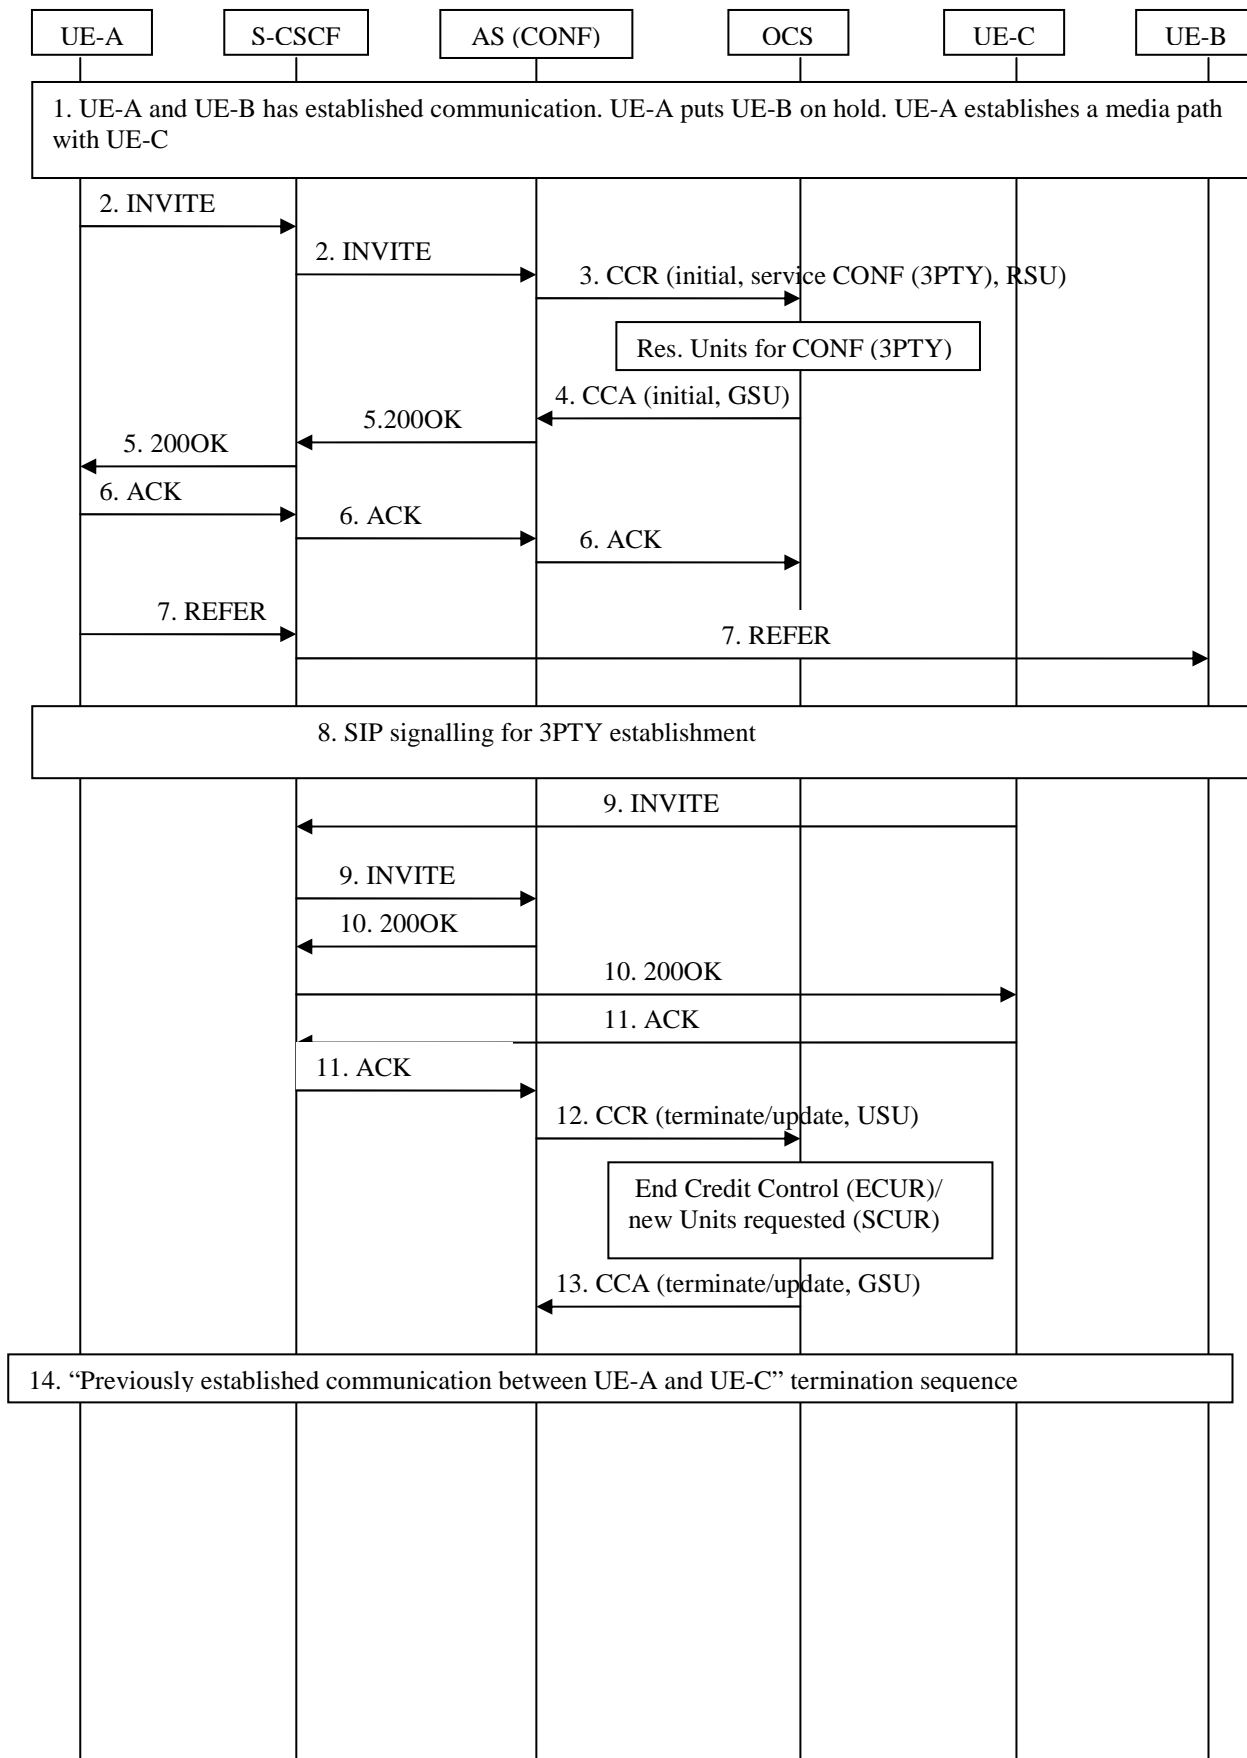 UE-A
S-CSCF
AS (CONF)
OCS
UE-C
UE-B
1. UE-A and UE-B has established communication. UE-A puts UE-B on hold. UE-A establishes a media path
with UE-C
2. INVITE
2. INVITE
3. CCR (initial, service CONF (3PTY), RSU)
Res. Units for CONF (3PTY)
4. CCA (initial, GSU)
5.200OK
5. 200OK
6. ACK
6. ACK
6. ACK
7. REFER
7. REFER
8. SIP signalling for 3PTY establishment
9. INVITE
9. INVITE
10. 200OK
10. 200OK
11. ACK
11. ACK
12. CCR (terminate/update, USU)
End Credit Control (ECUR)/
new Units requested (SCUR)
13. CCA (terminate/update, GSU)
14. “Previously established communication between UE-A and UE-C” termination sequence